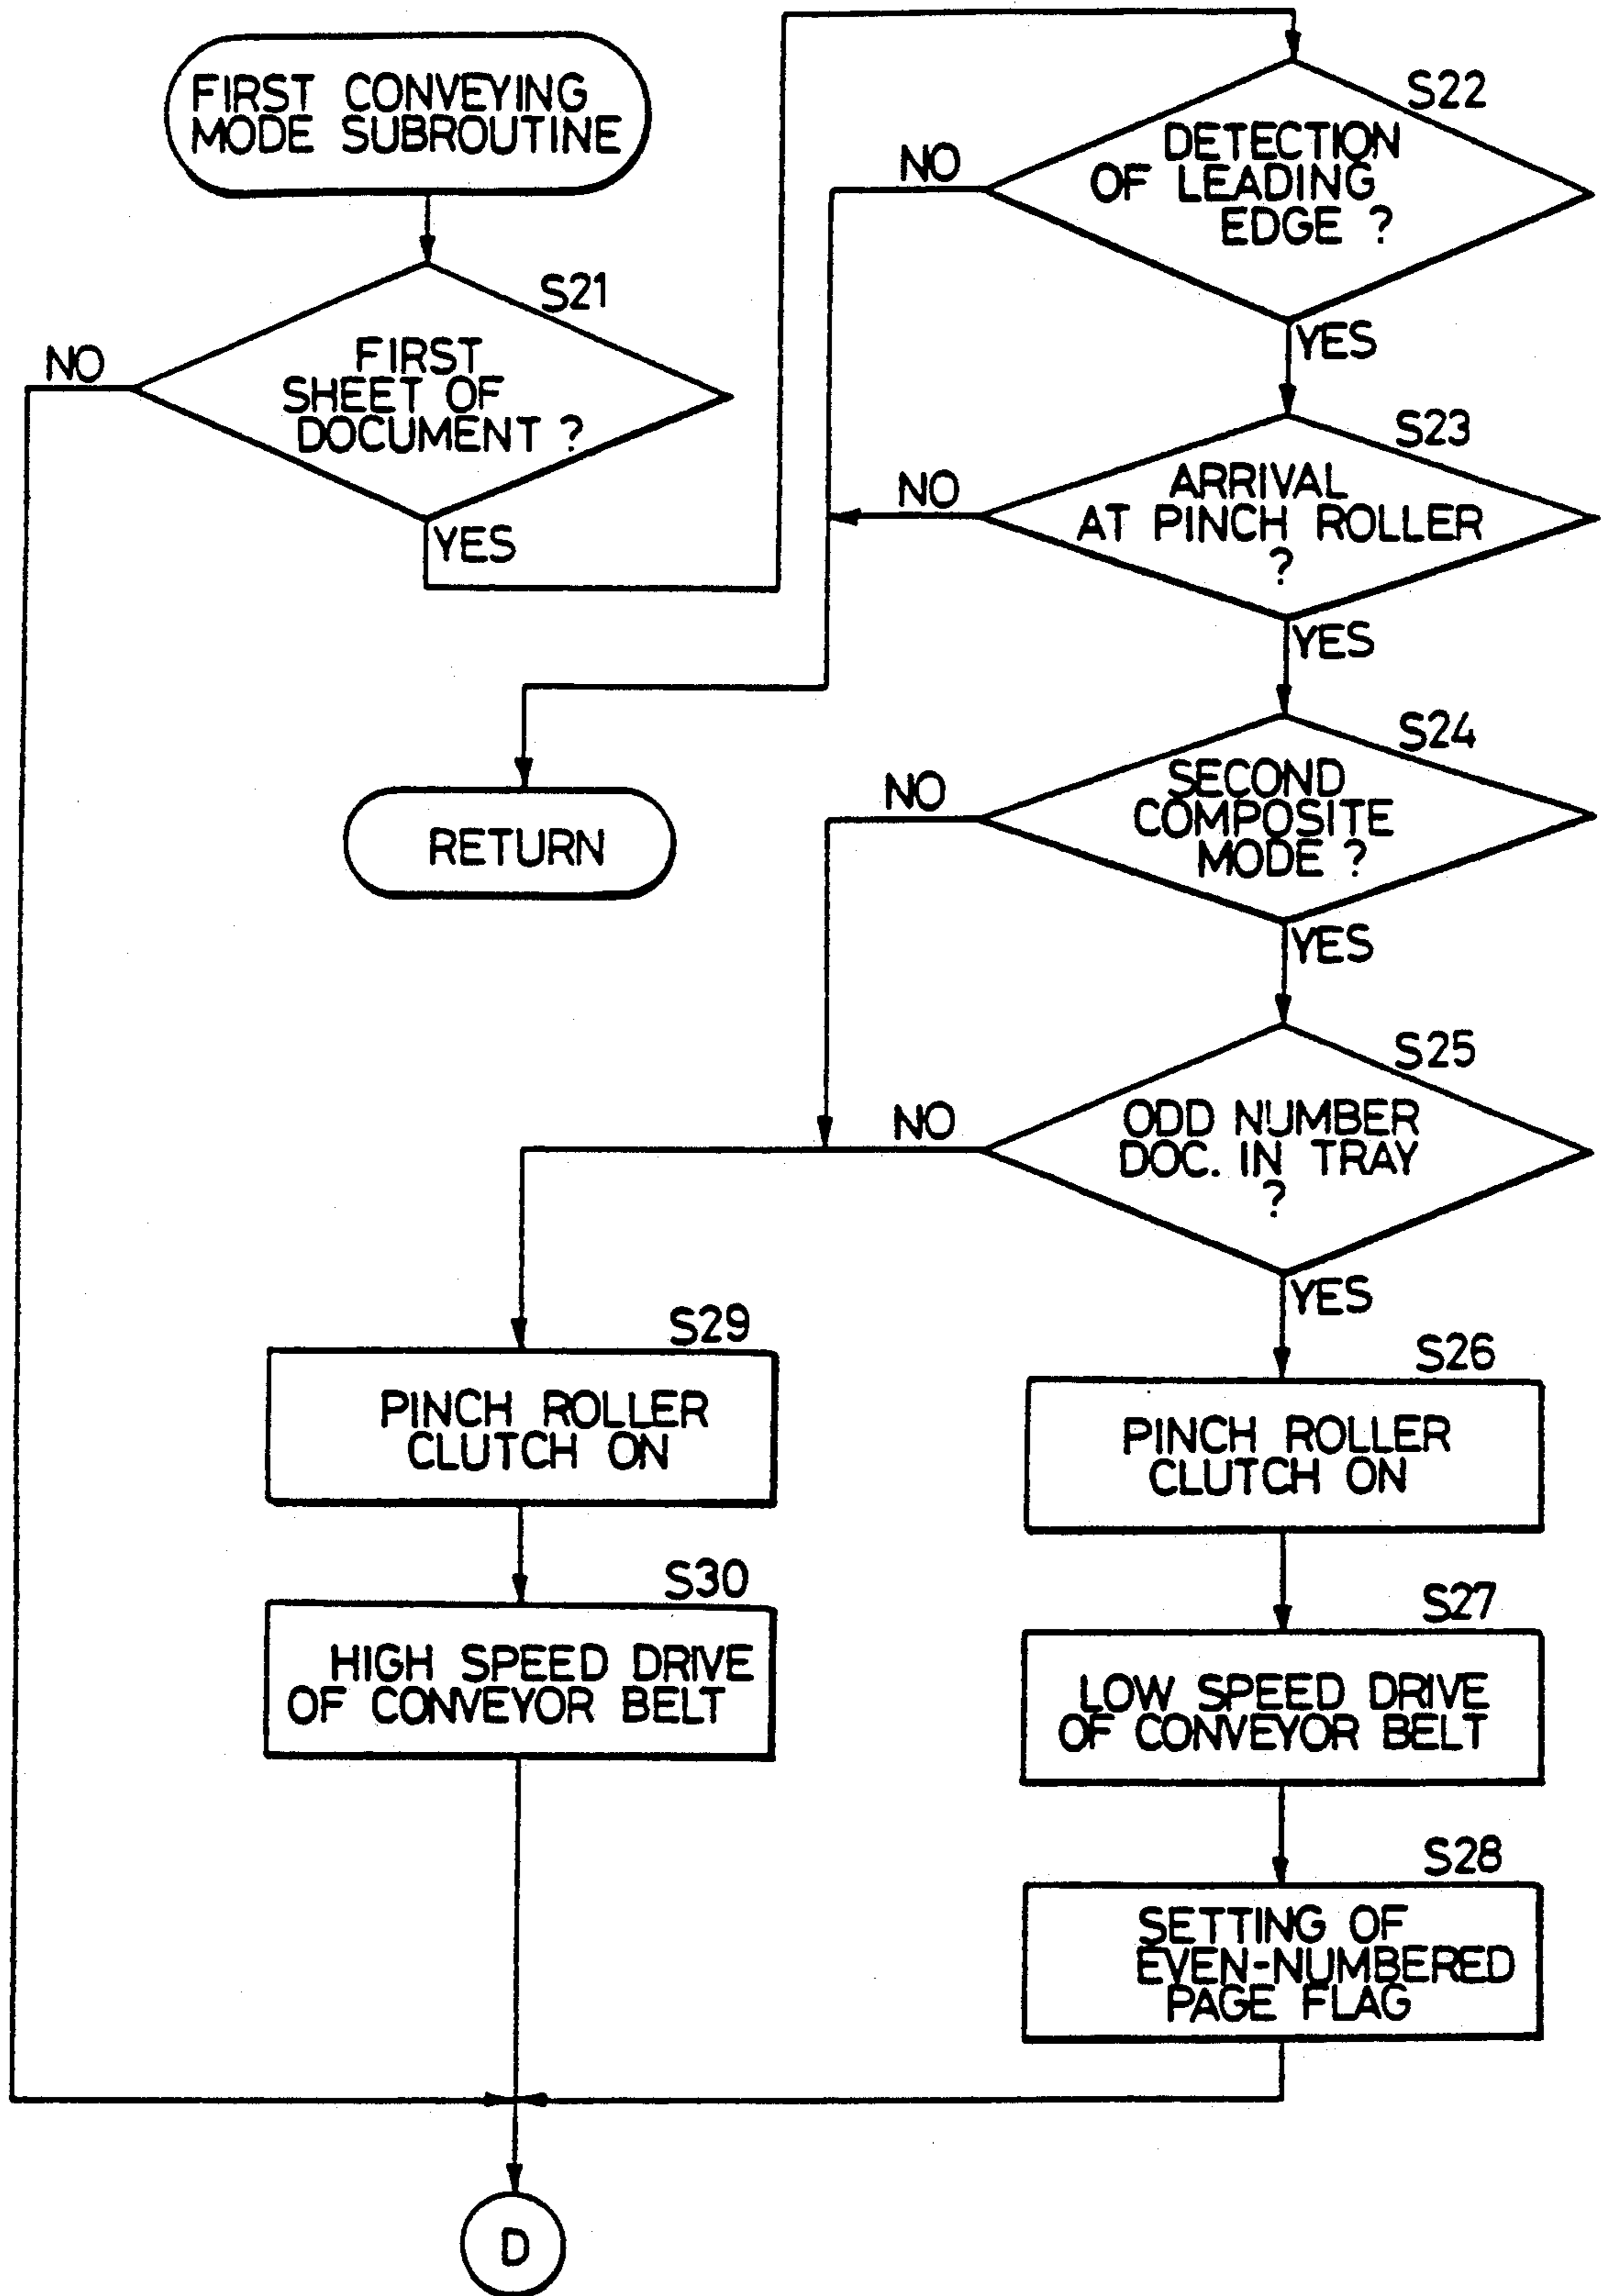 FIRST CONVEYING
MODE SUBROUTINE
S21
NO
FIRST
SHEET OF
DOCUMENT ?
YES
S22
NO
DETECTION
OF LEADING
EDGE ?
YES
S23
NO
ARRIVAL
AT PINCH ROLLER
?
YES
RETURN
S24
NO
SECOND
COMPOSITE
MODE ?
YES
S25
NO
ODD NUMBER
DOC. IN TRAY
?
YES
S29
PINCH ROLLER
CLUTCH ON
S30
HIGH SPEED DRIVE
OF CONVEYOR BELT
S26
PINCH ROLLER
CLUTCH ON
S27
LOW SPEED DRIVE
OF CONVEYOR BELT
S28
SETTING OF
EVEN-NUMBERED
PAGE FLAG
D